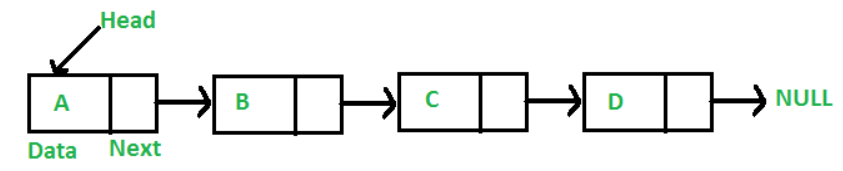 Head
A B C D NULL
Data Next